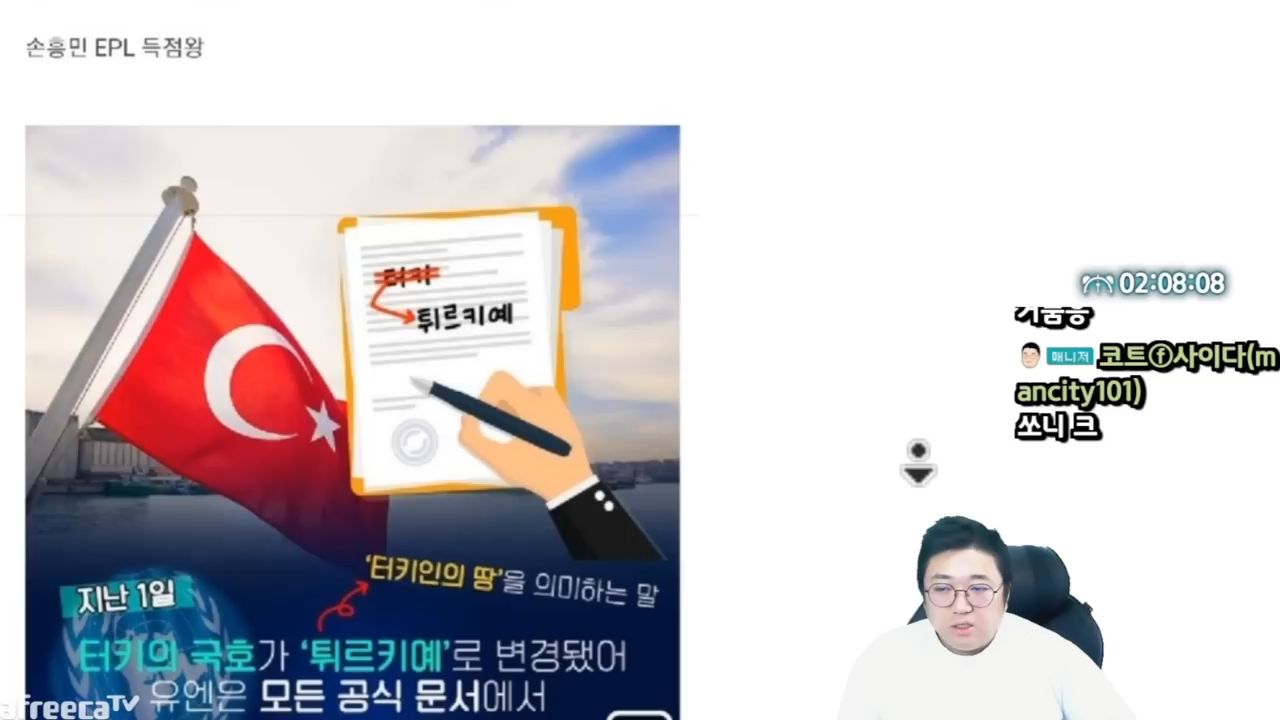 손흥민 EPL 득점왕
터키
튀르키예
'터키인의 땅'을 의미하는 말
지난 1일
터키의 국호가 '튀르키예'로 변경됐어
유엔은 모든 공식 문서에서
afreecaTV
02:08:08
매니저 코트ⓕ사이다(m
ancity101)
쏘니 크